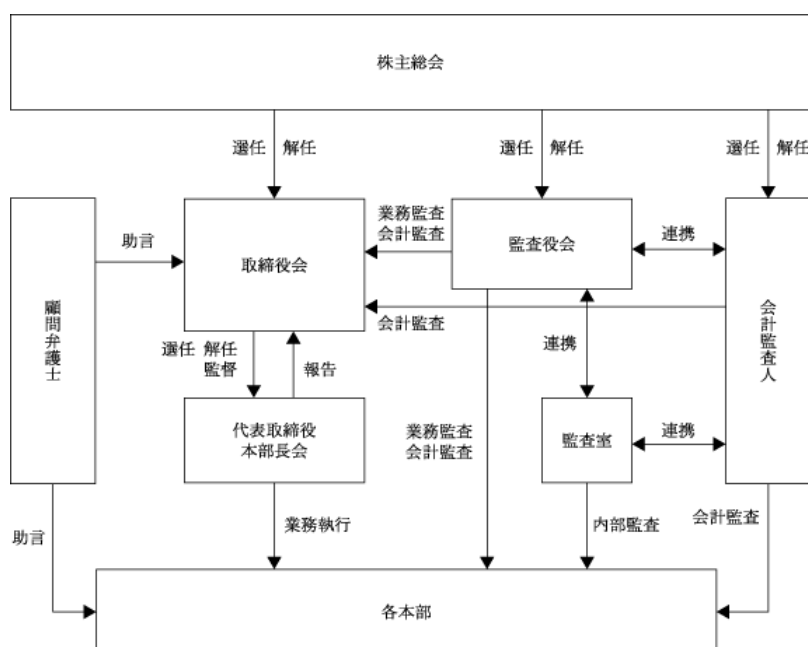 株主総会
選任 解任
選任 解任
選任 解任
顧問弁護士
助言
取締役会
業務監査
会計監査
監査役会
連携
会計監査人
会計監査
選任 解任
監督
報告
連携
代表取締役
本部長会
業務監査
会計監査
監査室
連携
助言
業務執行
内部監査
会計監査
各本部